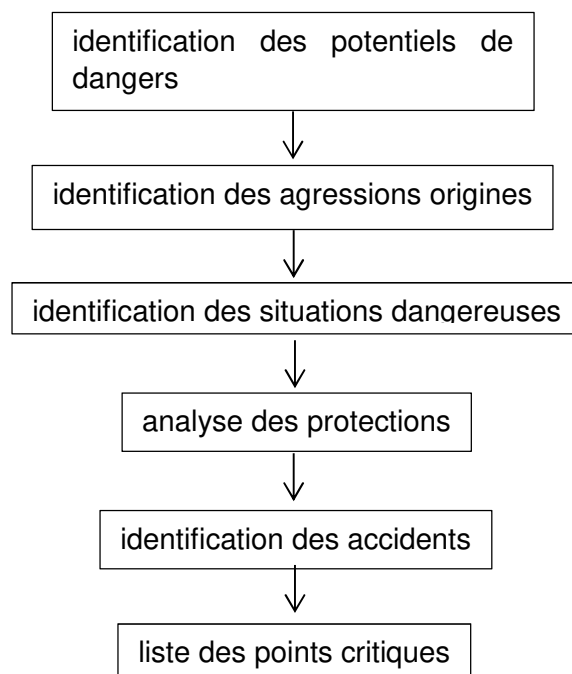 identification des potentiels de
dangers
identification des agressions origines
identification des situations dangereuses
analyse des protections
identification des accidents
liste des points critiques